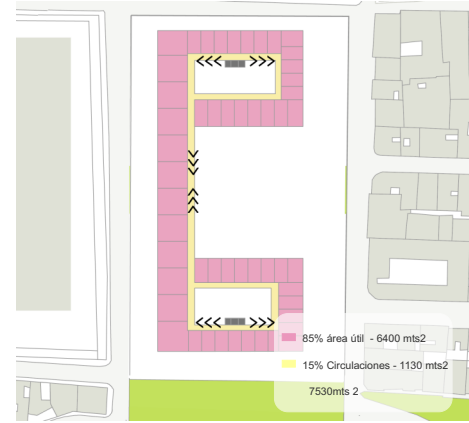 85% área útil - 6400 mts2
15% Circulaciones - 1130 mts2
7530mts 2